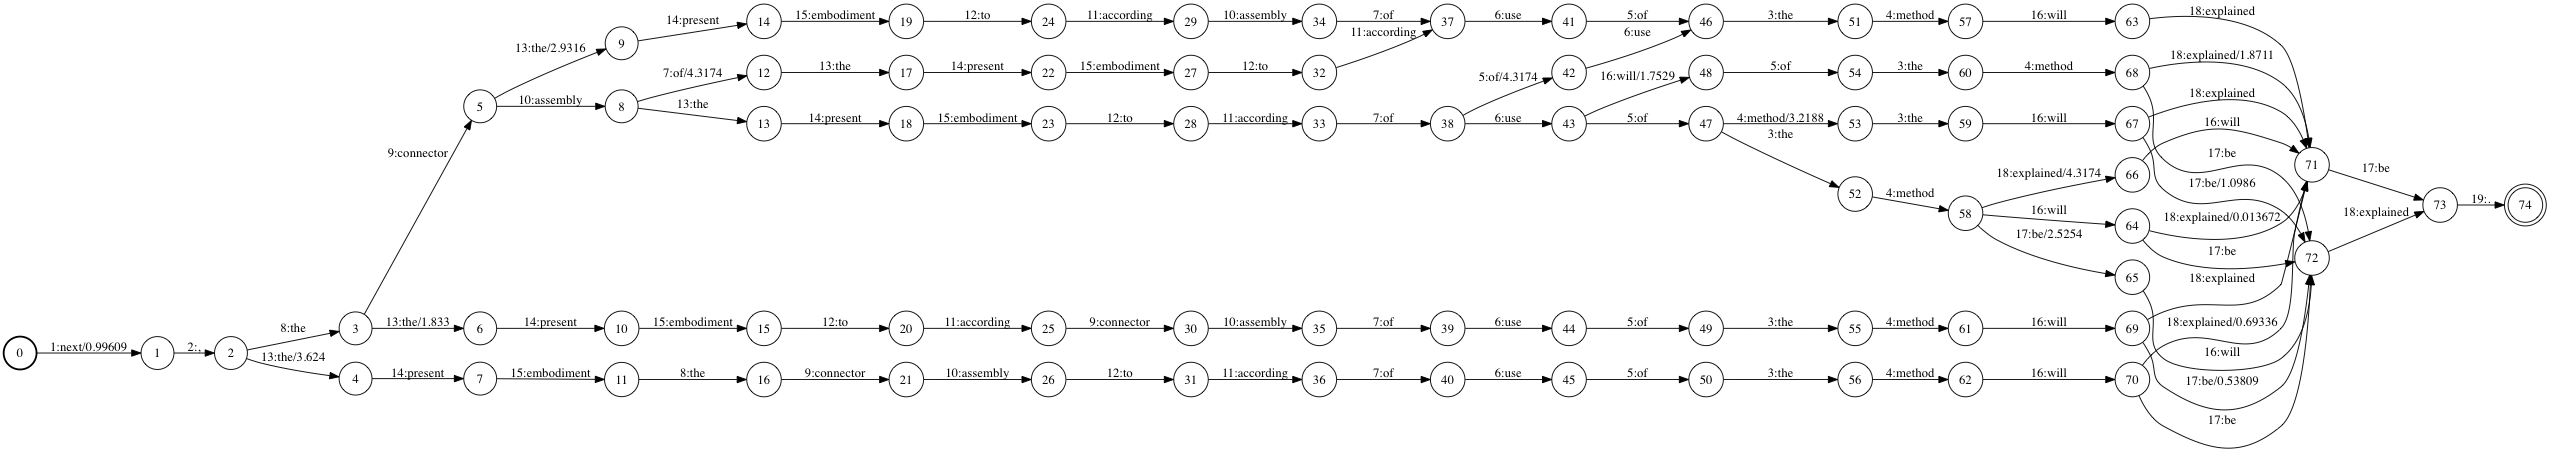 14:present 15:embodiment 12:to 11:according 10:assembly 7:of 6:use 5:of 3:the 4:method 16:will 18:explained
9 14 19 24 29 34 37 41 46 51 57 63
13:the/2.9316 11:according 6:use
7:of/4.3174 13:the 14:present 15:embodiment 12:to 5:of/4.3174 16:will/1.7529 5:of 3:the 4:method 18:explained/1.8711
12 17 22 27 32 42 48 54 60 68
10:assembly 13:the 18:explained
5 8
14:present 15:embodiment 12:to 11:according 7:of 6:use 5:of 4:method/3.2188 3:the 16:will 16:will
13 18 23 28 33 38 43 47 53 59 67
3:the
9:connector 17:be
71 17:be
18:explained/4.3174 66 17:be/1.0986
52 4:method 58 16:will 64 18:explained/0.013672 18:explained 73 19:. 74
17:be/2.5254 17:be
72
65 18:explained
8:the 13:the/1.833 14:present 15:embodiment 12:to 11:according 9:connector 10:assembly 7:of 6:use 5:of 3:the 4:method 16:will 18:explained/0.69336
3 6 10 15 20 25 30 35 39 44 49 55 61 69
1:next/0.99609 2:, 16:will
0 1 2
13:the/3.624 14:present 15:embodiment 8:the 9:connector 10:assembly 12:to 11:according 7:of 6:use 5:of 3:the 4:method 16:will 17:be/0.53809
4 7 11 16 21 26 31 36 40 45 50 56 62 70
17:be